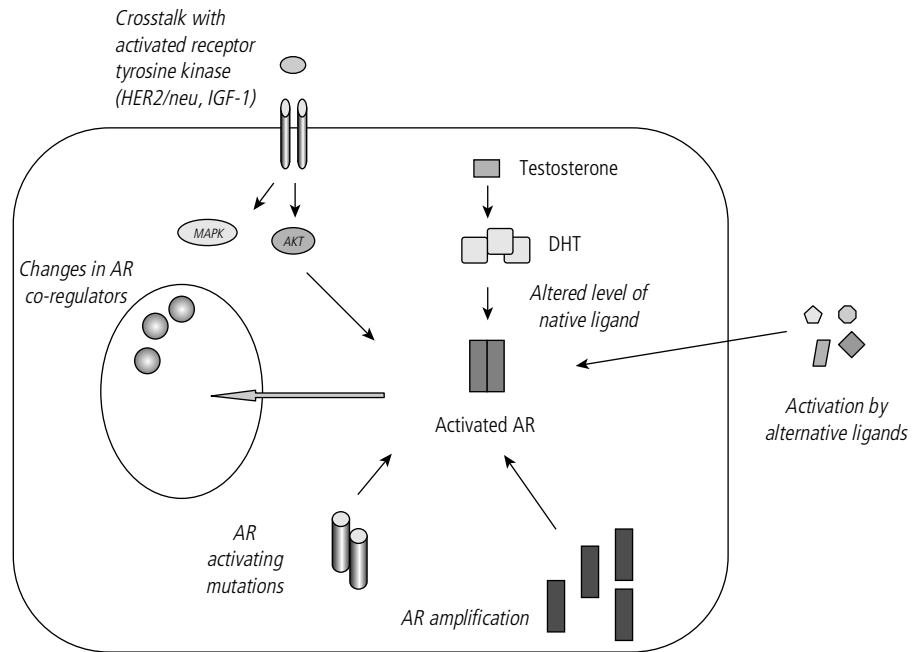 Crosstalk with
activated receptor
tyrosine kinase
(HER2/neu, IGF-1)
Testosterone
MAPK
AKT
DHT
Changes in AR
co-regulators
Altered level of
native ligand
Activated AR
Activation by
alternative ligands
AR
activating
mutations
AR amplification